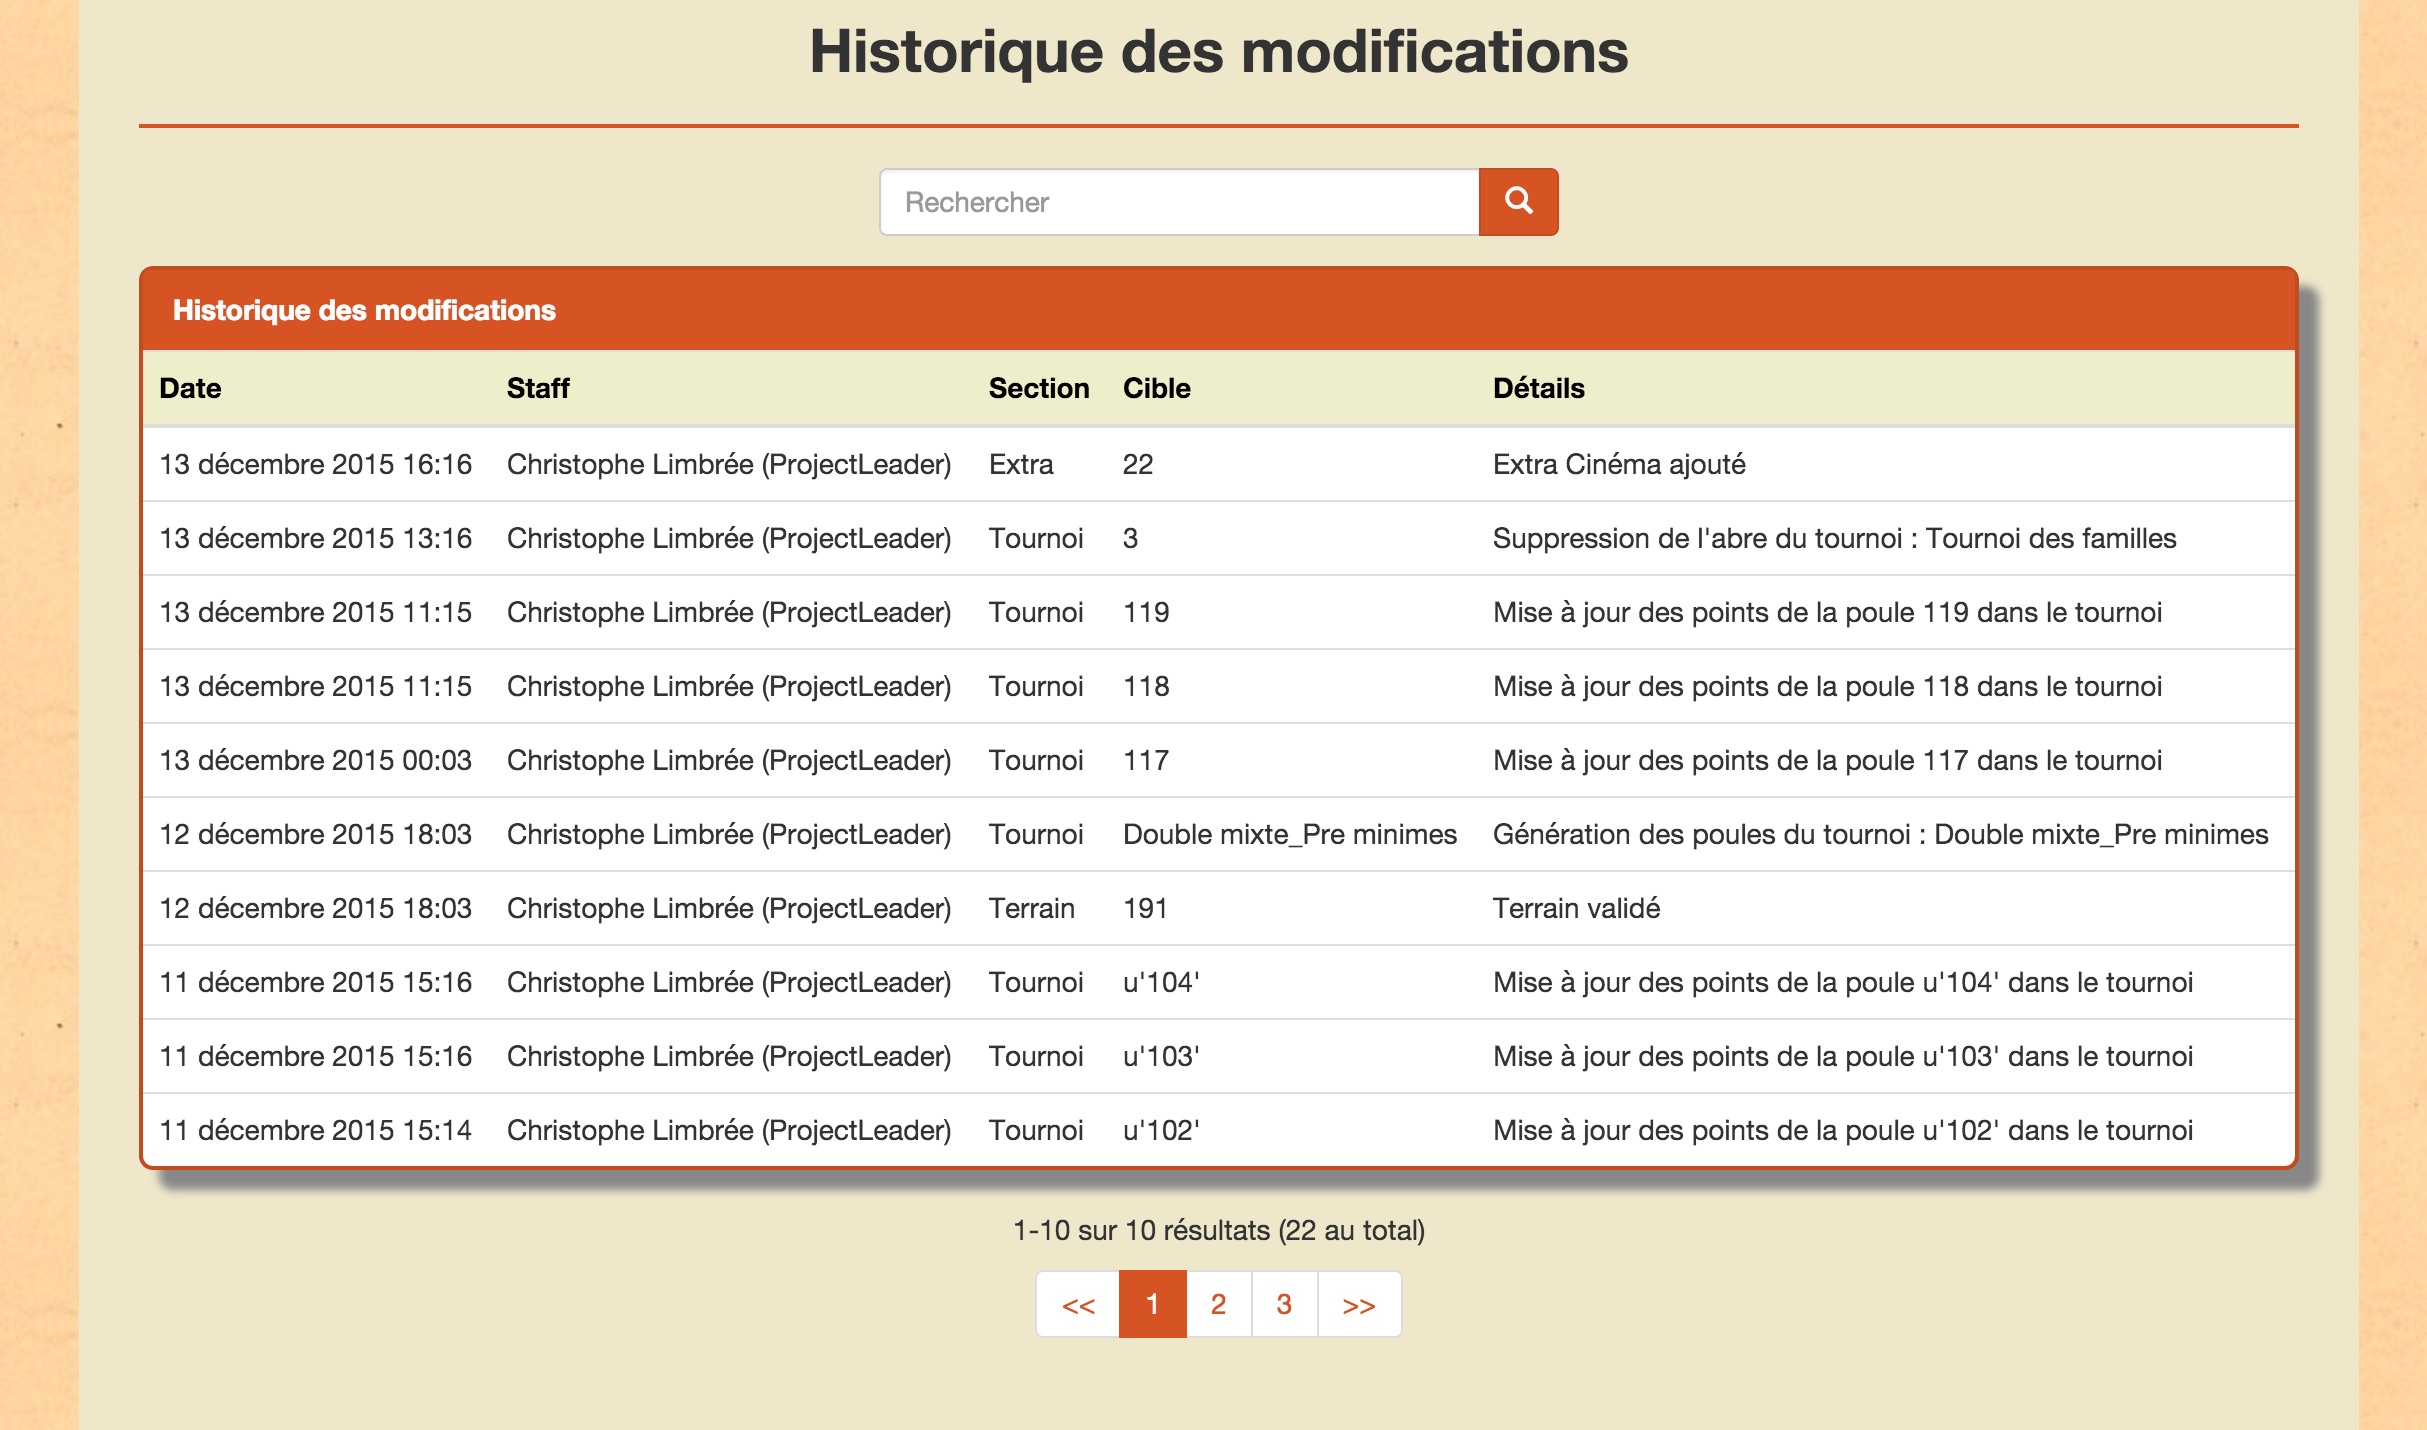 Historique des modifications
Rechercher
Historique des modifications
Date Staff Section Cible Détails
13 décembre 2015 16:16 Christophe Limbrée (ProjectLeader) Extra 22 Extra Cinéma ajouté
13 décembre 2015 13:16 Christophe Limbrée (ProjectLeader) Tournoi 3 Suppression de l'abre du tournoi : Tournoi des familles
13 décembre 2015 11:15 Christophe Limbrée (ProjectLeader) Tournoi 119 Mise à jour des points de la poule 119 dans le tournoi
13 décembre 2015 11:15 Christophe Limbrée (ProjectLeader) Tournoi 118 Mise à jour des points de la poule 118 dans le tournoi
13 décembre 2015 00:03 Christophe Limbrée (ProjectLeader) Tournoi 117 Mise à jour des points de la poule 117 dans le tournoi
12 décembre 2015 18:03 Christophe Limbrée (ProjectLeader) Tournoi Double mixte_Pre minimes Génération des poules du tournoi : Double mixte_Pre minimes
12 décembre 2015 18:03 Christophe Limbrée (ProjectLeader) Terrain 191 Terrain validé
11 décembre 2015 15:16 Christophe Limbrée (ProjectLeader) Tournoi u'104' Mise à jour des points de la poule u'104' dans le tournoi
11 décembre 2015 15:16 Christophe Limbrée (ProjectLeader) Tournoi u'103' Mise à jour des points de la poule u'103' dans le tournoi
11 décembre 2015 15:14 Christophe Limbrée (ProjectLeader) Tournoi u'102' Mise à jour des points de la poule u'102' dans le tournoi
1-10 sur 10 résultats (22 au total)
<< 1 2 3 >>